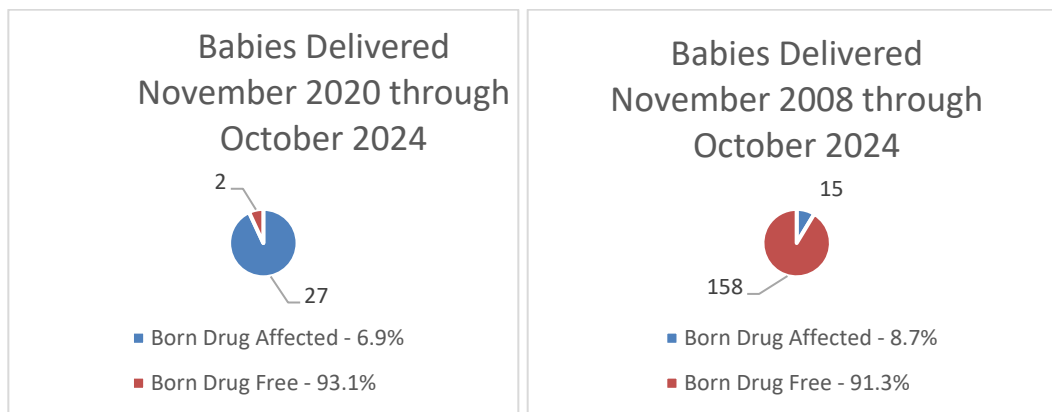 Babies Delivered
November 2020 through
October 2024
2
27
■ Born Drug Affected - 6.9%
■ Born Drug Free - 93.1%
Babies Delivered
November 2008 through
October 2024
15
158
■ Born Drug Affected - 8.7%
■ Born Drug Free - 91.3%